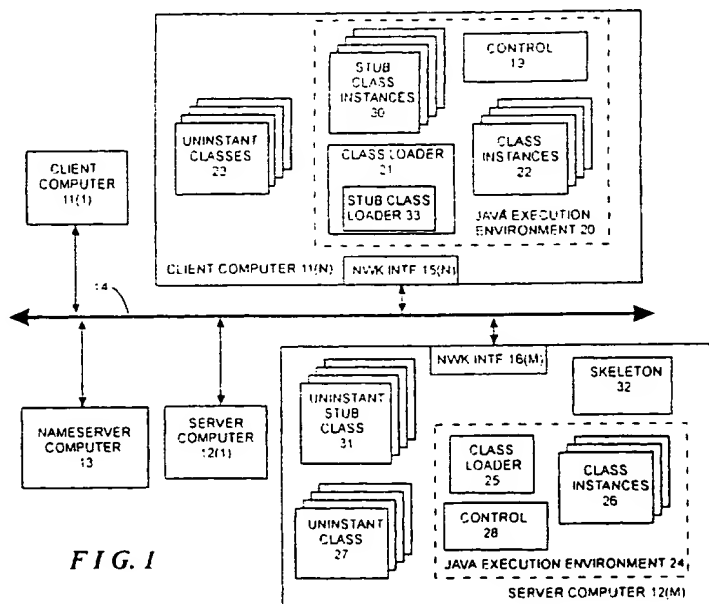 STUB
CLASS
INSTANCES
30
CONTROL
19
UNINSTANT
CLASSES
23
CLASS LOADER
21
STUB CLASS
LOADER 33
CLASS
INSTANCES
22
JAVA EXECUTION
ENVIRONMENT 20
CLIENT COMPUTER 11(N)
NWK INTF 15(N)
CLIENT
COMPUTER
11(1)
14
NAMESERVER
COMPUTER
13
SERVER
COMPUTER
12(1)
NWK INTF 16(M)
UNINSTANT
STUB
CLASS
31
SKELETON
32
CLASS
LOADER
25
CLASS
INSTANCES
26
UNINSTANT
CLASS
27
CONTROL
28
JAVA EXECUTION ENVIRONMENT 24
SERVER COMPUTER 12(M)
FIG. 1